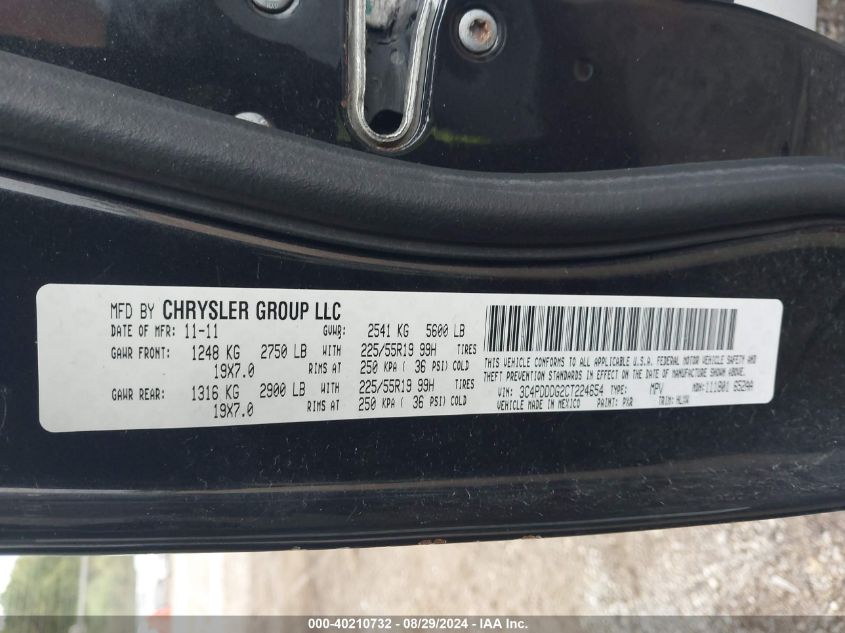 MFD BY CHRYSLER GROUP LLC
DATE OF MFR: 11-11 GVWR: 2541 KG 5600 LB
GAWR FRONT: 1248 KG 2750 LB WITH 225/55R19 99H TIRES
19X7.0 RIMS AT 250 KPA ( 36 PSI) COLD
GAWR REAR: 1316 KG 2900 LB WITH 225/55R19 99H TIRES
19X7.0 RIMS AT 250 KPA ( 36 PSI) COLD
THIS VEHICLE CONFORMS TO ALL APPLICABLE U.S.A. FEDERAL MOTOR VEHICLE SAFETY AND
THEFT PREVENTION STANDARDS IN EFFECT ON THE DATE OF MANUFACTURE SHOWN ABOVE.
VIN: 3C4PDDDG2CT224654 TYPE: MPV MDH:
VEHICLE MADE IN MEXICO PAINT: PXR TRIM:
000-40210732 - 08/29/2024 - IAA Inc.